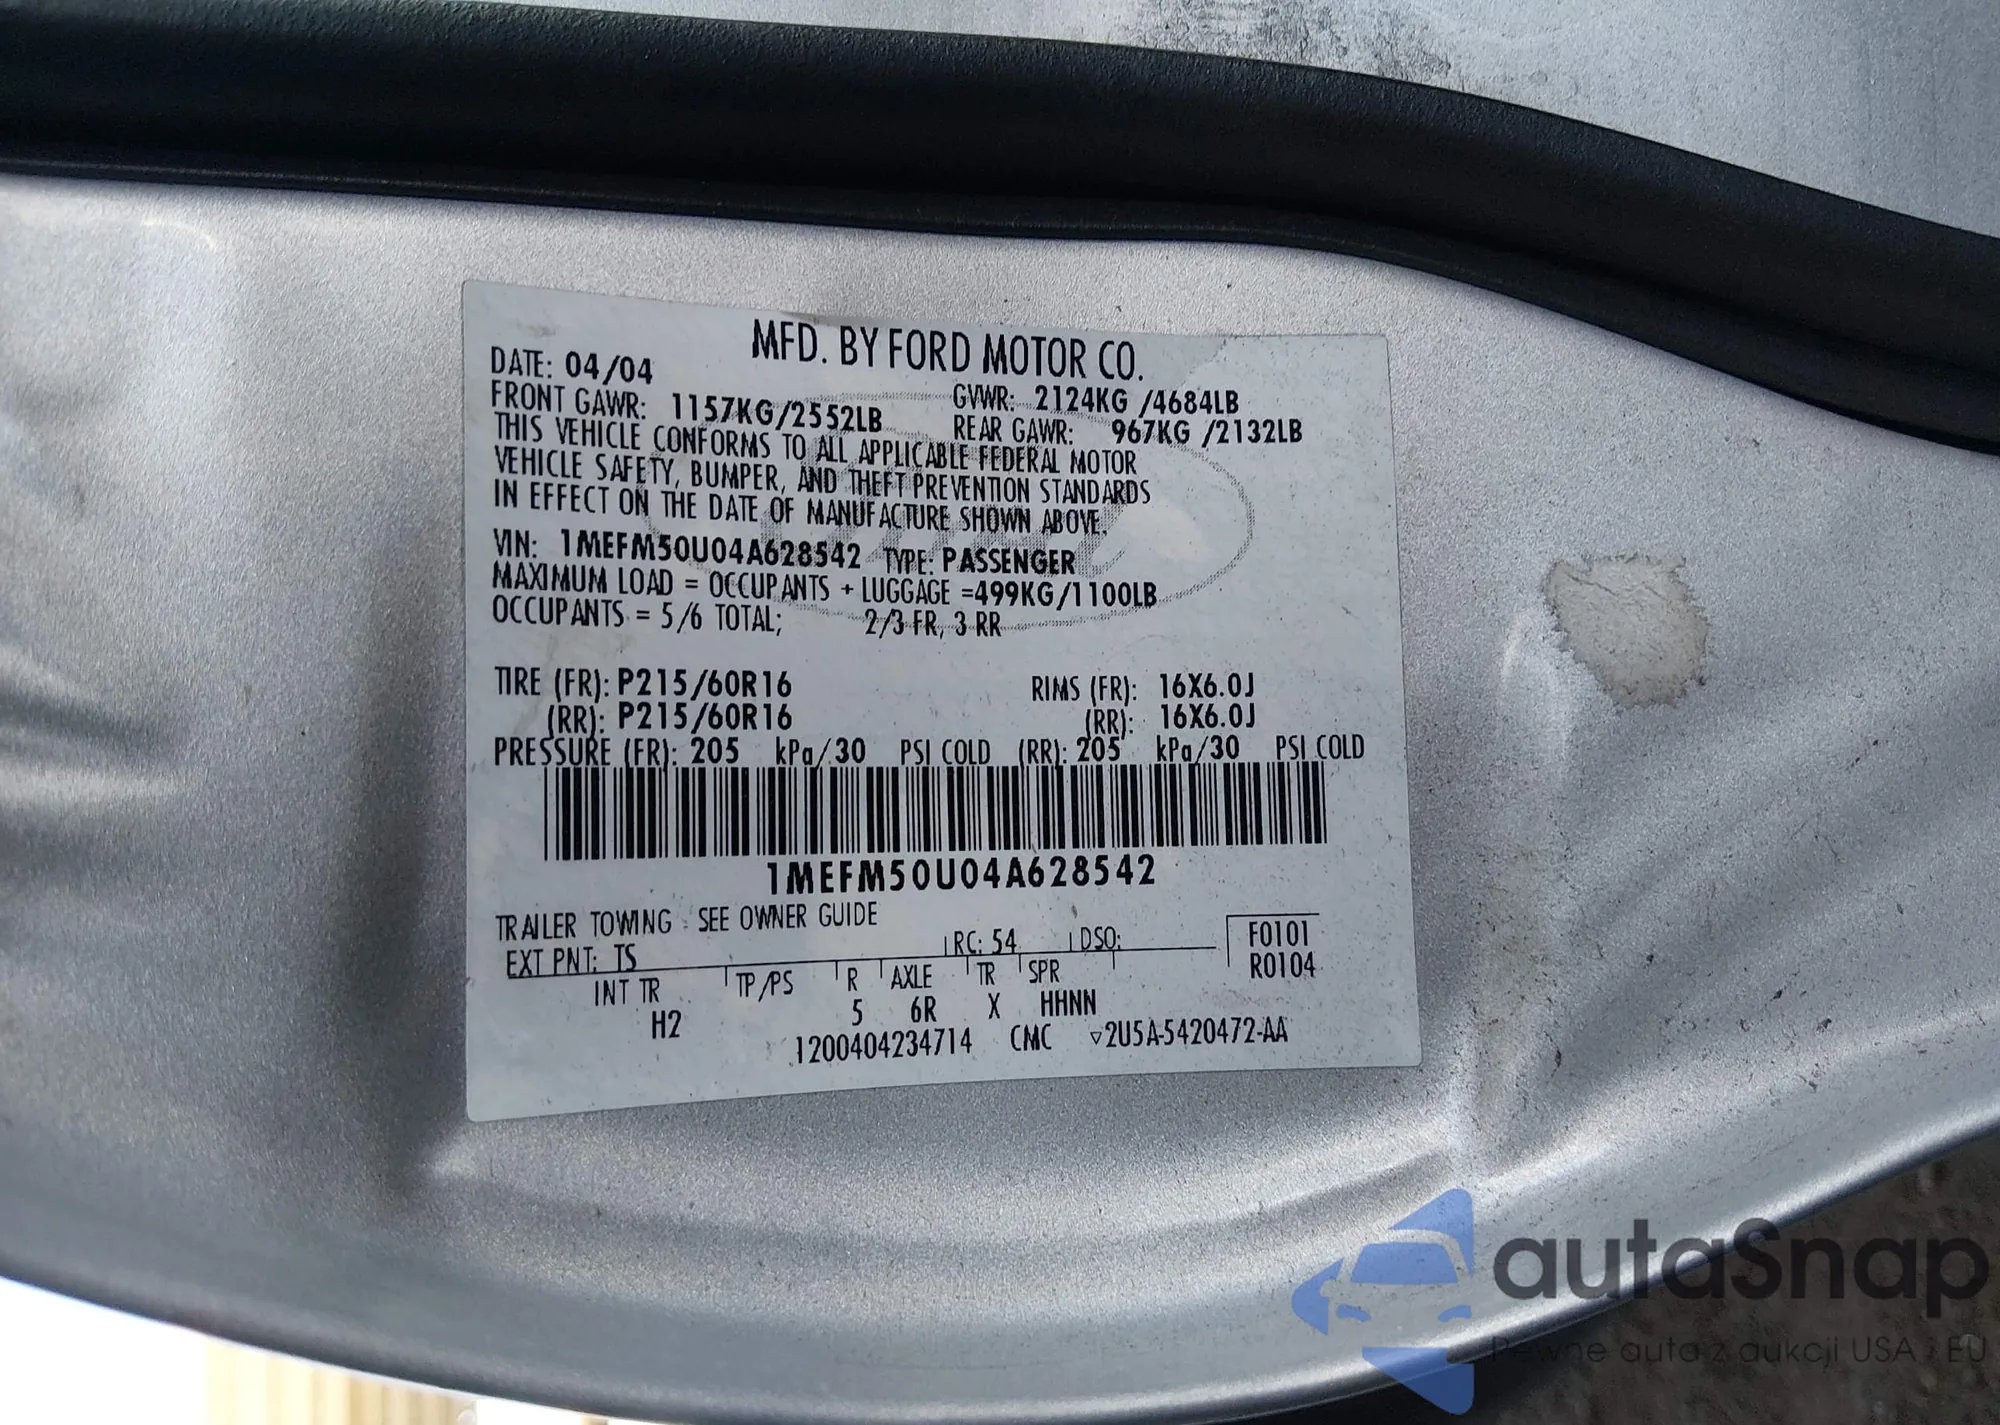 MFD. BY FORD MOTOR CO.
DATE: 04/04
FRONT GAWR: 1157KG/2552LB
GVWR: 2124KG /4684LB
REAR GAWR: 967KG /2132LB
THIS VEHICLE CONFORMS TO ALL APPLICABLE FEDERAL MOTOR
VEHICLE SAFETY, BUMPER, AND THEFT PREVENTION STANDARDS
IN EFFECT ON THE DATE OF MANUFACTURE SHOWN ABOVE.
VIN: 1MEFM50U04A628542 TYPE: PASSENGER
MAXIMUM LOAD = OCCUPANTS + LUGGAGE =499KG/1100LB
OCCUPANTS = 5/6 TOTAL; 2/3 FR, 3 RR
TIRE (FR): P215/60R16 RIMS (FR): 16X6.0J
(RR): P215/60R16 (RR): 16X6.0J
PRESSURE (FR): 205 kPa/30 PSI COLD (RR): 205 kPa/30 PSI COLD
1MEFM50U04A628542
TRAILER TOWING - SEE OWNER GUIDE
EXT PNT: TS RC: 54 DSO: F0101
R0104
INT TR TP/PS R AXLE TR SPR
H2 5 6R X HHNN
1200404234714 CMC ▿2U5A-5420472-AA
autaSnap
Pewne auta z aukcji USA i EU